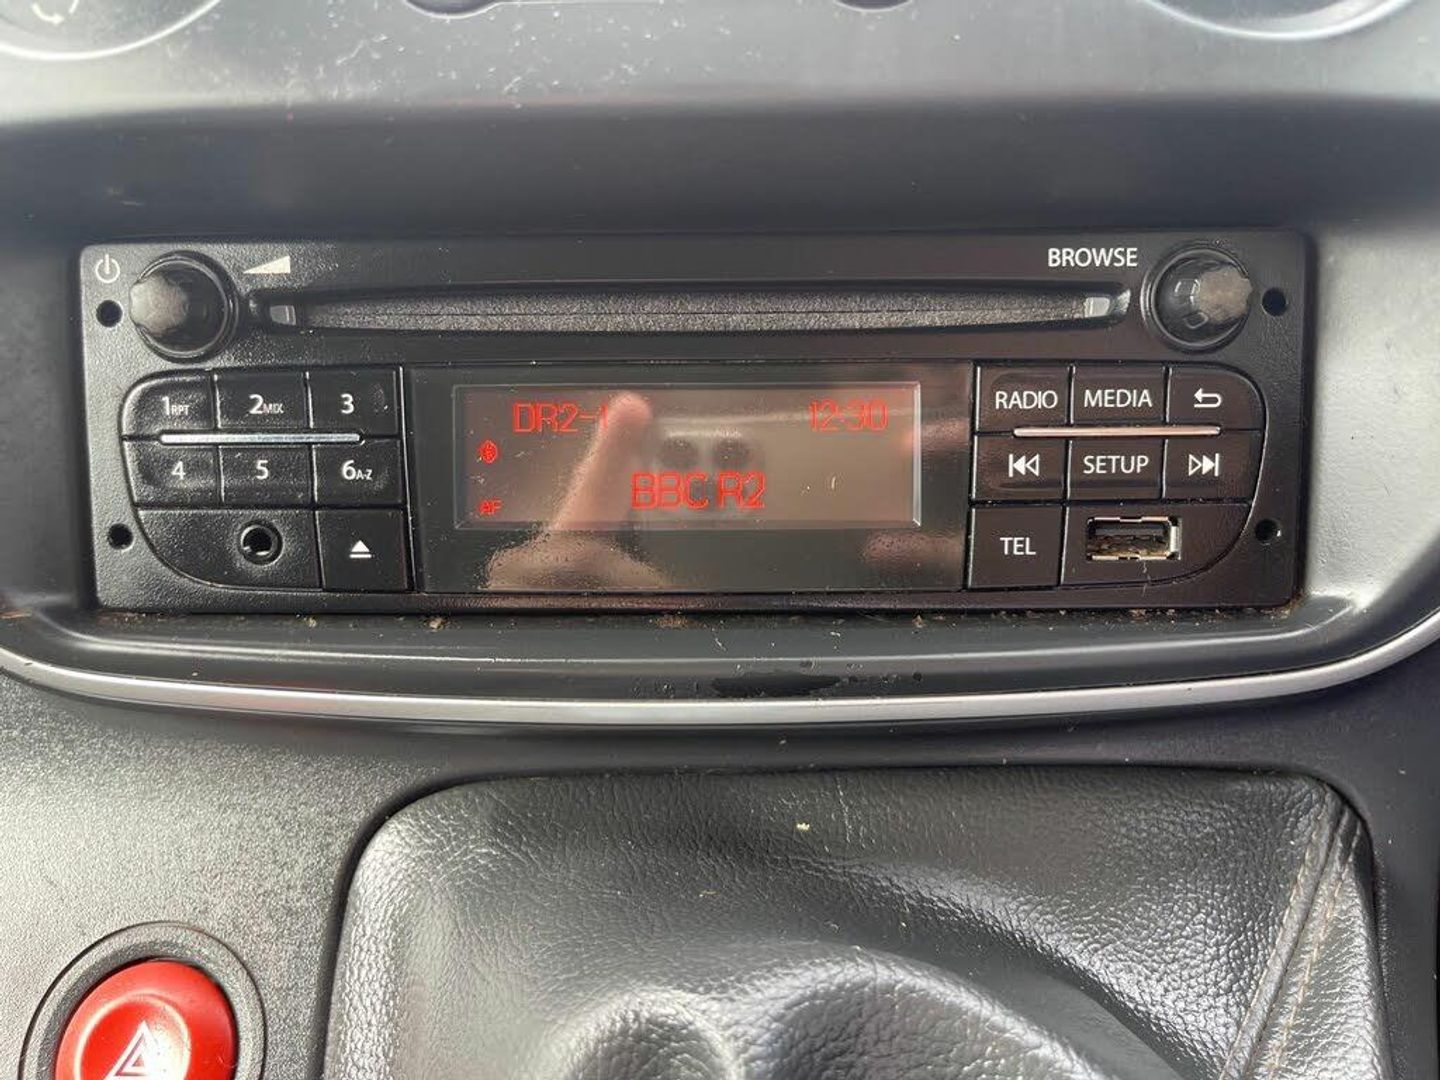 BROWSE
1RPT 2MIX 3
4 5 6A-Z
DR2-1 12:30
AF
BBC R2
RADIO MEDIA
SETUP
TEL